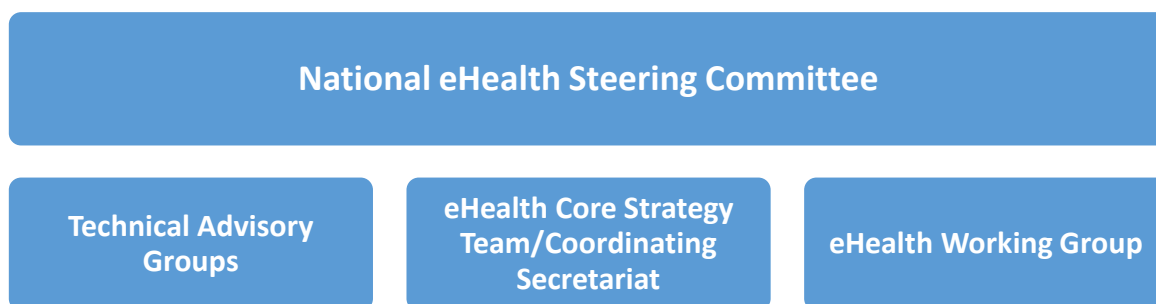 National eHealth Steering Committee
Technical Advisory
Groups
eHealth Core Strategy
Team/Coordinating
Secretariat
eHealth Working Group